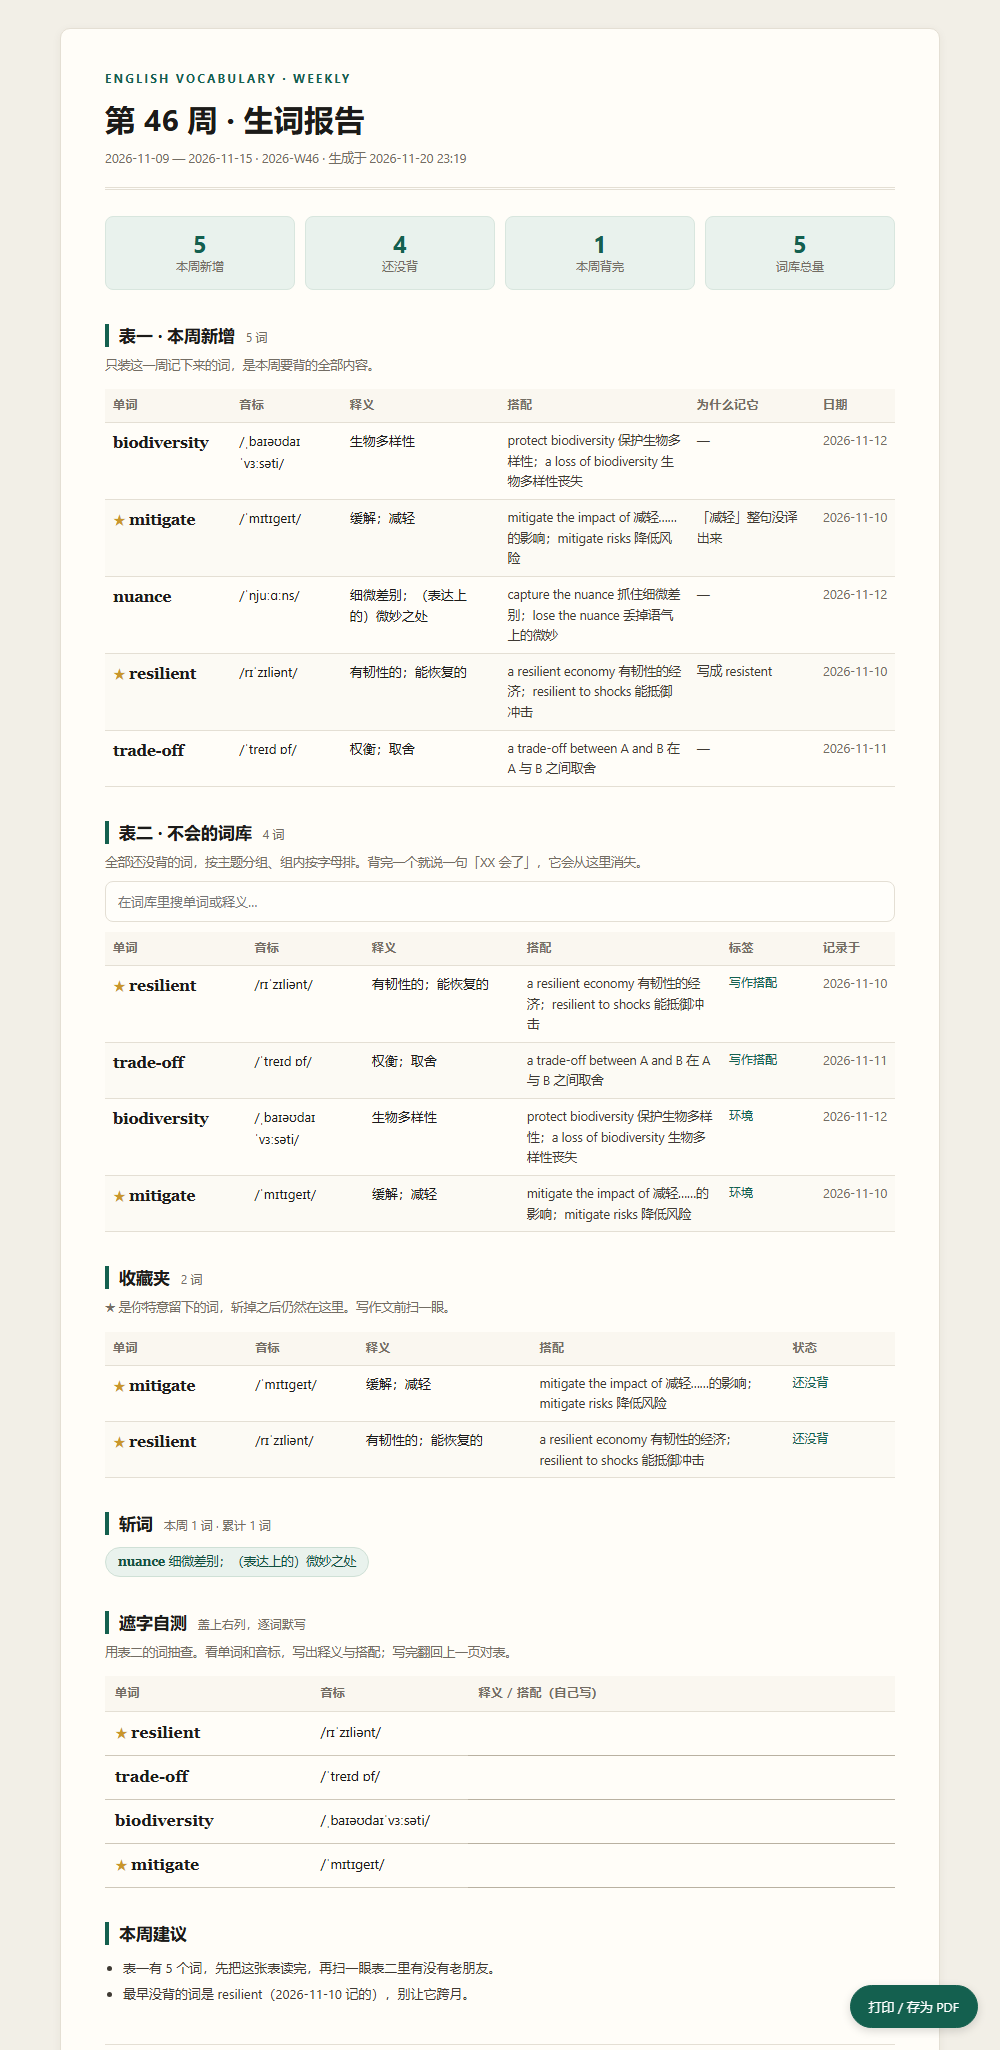 ENGLISH VOCABULARY · WEEKLY
第 46 周 · 生词报告
2026-11-09 — 2026-11-15 · 2026-W46 · 生成于 2026-11-20 23:19
5
本周新增
4
还没背
1
本周背完
5
词库总量
表一 · 本周新增 5 词
只装这一周记下来的词，是本周要背的全部内容。
单词 音标 释义 搭配 为什么记它 日期
biodiversity /ˌbaɪəʊdaɪ 生物多样性 protect biodiversity 保护生物多 — 2026-11-12
ˈvɜːsəti/ 样性；a loss of biodiversity 生
物多样性丧失
★ mitigate /ˈmɪtɪɡeɪt/ 缓解；减轻 mitigate the impact of 减轻…… 「减轻」整句没译 2026-11-10
的影响；mitigate risks 降低风 出来
险
nuance /ˈnjuːɑːns/ 细微差别；（表达上 capture the nuance 抓住细微差 — 2026-11-12
的）微妙之处 别；lose the nuance 丢掉语气
上的微妙
★ resilient /rɪˈzɪliənt/ 有韧性的；能恢复的 a resilient economy 有韧性的经 写成 resistent 2026-11-10
济；resilient to shocks 能抵御
冲击
trade-off /ˈtreɪd ɒf/ 权衡；取舍 a trade-off between A and B 在 — 2026-11-11
A 与 B 之间取舍
表二 · 不会的词库 4 词
全部还没背的词，按主题分组、组内按字母排。背完一个就说一句「XX 会了」，它会从这里消失。
在词库里搜单词或释义…
单词 音标 释义 搭配 标签 记录于
★ resilient /rɪˈzɪliənt/ 有韧性的；能恢复的 a resilient economy 有韧性的经 写作搭配 2026-11-10
济；resilient to shocks 能抵御冲
击
trade-off /ˈtreɪd ɒf/ 权衡；取舍 a trade-off between A and B 在 A 写作搭配 2026-11-11
与 B 之间取舍
biodiversity /ˌbaɪəʊdaɪ 生物多样性 protect biodiversity 保护生物多样 环境 2026-11-12
ˈvɜːsəti/ 性；a loss of biodiversity 生物多
样性丧失
★ mitigate /ˈmɪtɪɡeɪt/ 缓解；减轻 mitigate the impact of 减轻……的 环境 2026-11-10
影响；mitigate risks 降低风险
收藏夹 2 词
★ 是你特意留下的词，斩掉之后仍然在这里。写作文前扫一眼。
单词 音标 释义 搭配 状态
★ mitigate /ˈmɪtɪɡeɪt/ 缓解；减轻 mitigate the impact of 减轻……的影响； 还没背
mitigate risks 降低风险
★ resilient /rɪˈzɪliənt/ 有韧性的；能恢复的 a resilient economy 有韧性的经济； 还没背
resilient to shocks 能抵御冲击
斩词 本周 1 词 · 累计 1 词
nuance 细微差别；（表达上的）微妙之处
遮字自测 盖上右列，逐词默写
用表二的词抽查。看单词和音标，写出释义与搭配；写完翻回上一页对表。
单词 音标 释义 / 搭配（自己写）
★ resilient /rɪˈzɪliənt/
trade-off /ˈtreɪd ɒf/
biodiversity /ˌbaɪəʊdaɪˈvɜːsəti/
★ mitigate /ˈmɪtɪɡeɪt/
本周建议
• 表一有 5 个词，先把这张表读完，再扫一眼表二里有没有老朋友。
• 最早没背的词是 resilient（2026-11-10 记的），别让它跨月。
打印 / 存为 PDF